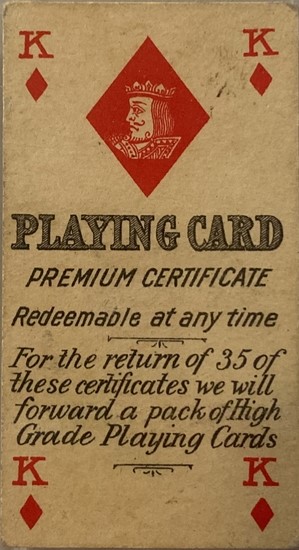 K K
PLAYING CARD
PREMIUM CERTIFICATE
Redeemable at any time
For the return of 35 of
these certificates we will
forward a pack of High
Grade Playing Cards
K K